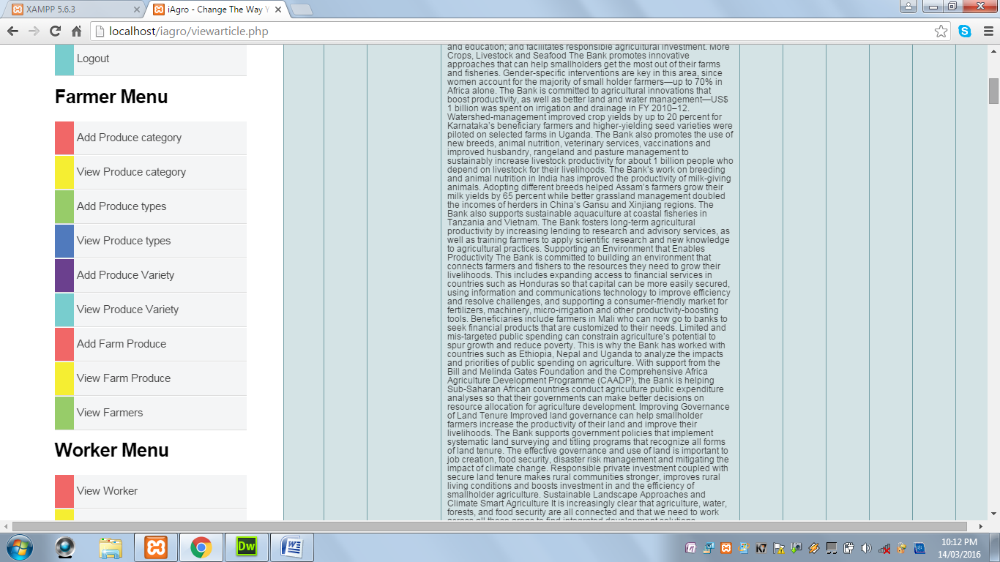 XAMPP 5.6.3
iAgro - Change The Way Y
localhost/iagro/viewarticle.php
Logout
Farmer Menu
Add Produce category
View Produce category
Add Produce types
View Produce types
Add Produce Variety
View Produce Variety
Add Farm Produce
View Farm Produce
View Farmers
Worker Menu
View Worker
and education; and facilitates responsible agricultural investment. More
Crops, Livestock and Seafood The Bank promotes innovative
approaches that can help smallholders get the most out of their farms
and fisheries. Gender-specific interventions are key in this area, since
women account for the majority of small holder farmers—up to 70% in
Africa alone. The Bank is committed to agricultural innovations that
boost productivity, as well as better land and water management—US$
1 billion was spent on irrigation and drainage in FY 2010–12.
Watershed-management improved crop yields by up to 20 percent for
Karnataka’s beneficiary farmers and higher-yielding seed varieties were
piloted on selected farms in Uganda. The Bank also promotes the use of
new breeds, animal nutrition, veterinary services, vaccinations and
improved husbandry, rangeland and pasture management to
sustainably increase livestock productivity for about 1 billion people who
depend on livestock for their livelihoods. The Bank’s work on breeding
and animal nutrition in India has improved the productivity of milk-giving
animals. Adopting different breeds helped Assam’s farmers grow their
milk yields by 65 percent while better grassland management doubled
the incomes of herders in China’s Gansu and Xinjiang regions. The
Bank also supports sustainable aquaculture at coastal fisheries in
Tanzania and Vietnam. The Bank fosters long-term agricultural
productivity by increasing lending to research and advisory services, as
well as training farmers to apply scientific research and new knowledge
to agricultural practices. Supporting an Environment that Enables
Productivity The Bank is committed to building an environment that
connects farmers and fishers to the resources they need to grow their
livelihoods. This includes expanding access to financial services in
countries such as Honduras so that capital can be more easily secured,
using information and communications technology to improve efficiency
and resolve challenges, and supporting a consumer-friendly market for
fertilizers, machinery, micro-irrigation and other productivity-boosting
tools. Beneficiaries include farmers in Mali who can now go to banks to
seek financial products that are customized to their needs. Limited and
mis-targeted public spending can constrain agriculture’s potential to
spur growth and reduce poverty. This is why the Bank has worked with
countries such as Ethiopia, Nepal and Uganda to analyze the impacts
and priorities of public spending on agriculture. With support from the
Bill and Melinda Gates Foundation and the Comprehensive Africa
Agriculture Development Programme (CAADP), the Bank is helping
Sub-Saharan African countries conduct agriculture public expenditure
analyses so that their governments can make better decisions on
resource allocation for agriculture development. Improving Governance
of Land Tenure Improved land governance can help smallholder
farmers increase the productivity of their land and improve their
livelihoods. The Bank supports government policies that implement
systematic land surveying and titling programs that recognize all forms
of land tenure. The effective governance and use of land is important to
job creation, food security, disaster risk management and mitigating the
impact of climate change. Responsible private investment coupled with
secure land tenure makes rural communities stronger, improves rural
living conditions and boosts investment in and the efficiency of
smallholder agriculture. Sustainable Landscape Approaches and
Climate Smart Agriculture It is increasingly clear that agriculture, water,
forests, and food security are all connected and that we need to work
across all these areas to find integrated development solutions
Dw
W
10:12 PM
14/03/2016